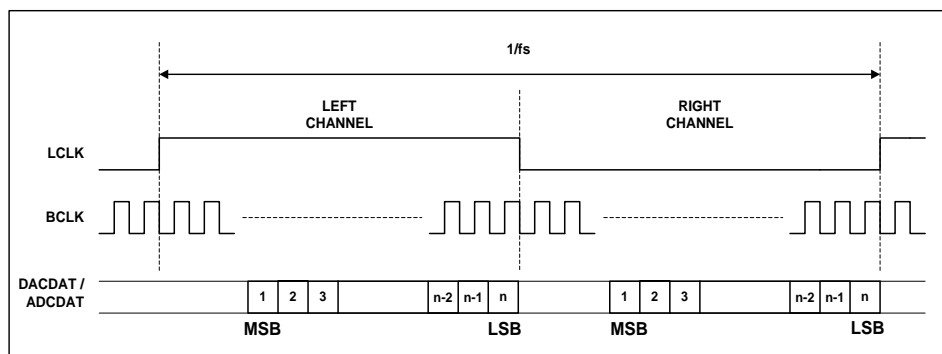 1/fs
LEFT
CHANNEL
RIGHT
CHANNEL
LCLK
BCLK
DACDAT /
ADCDAT
1 2 3 n-2 n-1 n 1 2 3 n-2 n-1 n
MSB LSB MSB LSB